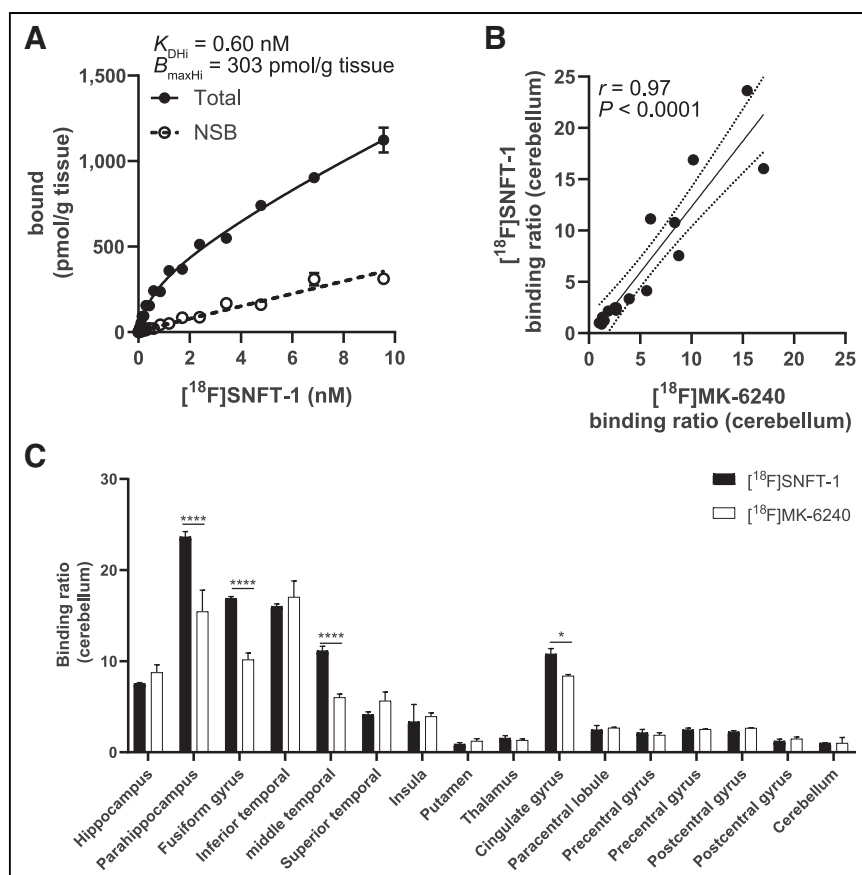 A
K_DHi = 0.60 nM
B_maxHi = 303 pmol/g tissue
Total
NSB
1,500
1,000
500
0
bound
(pmol/g tissue)
0 2 4 6 8 10
[¹⁸F]SNFT-1 (nM)
B
r = 0.97
P < 0.0001
25
20
15
10
5
0
[¹⁸F]SNFT-1
binding ratio (cerebellum)
0 5 10 15 20 25
[¹⁸F]MK-6240
binding ratio (cerebellum)
C
30
20
10
0
Binding ratio
(cerebellum)
[¹⁸F]SNFT-1
[¹⁸F]MK-6240
****
****
****
*
Hippocampus
Parahippocampus
Fusiform gyrus
Inferior temporal
middle temporal
Superior temporal
Insula
Putamen
Thalamus
Cingulate gyrus
Paracentral lobule
Precentral gyrus
Precentral gyrus
Postcentral gyrus
Postcentral gyrus
Cerebellum